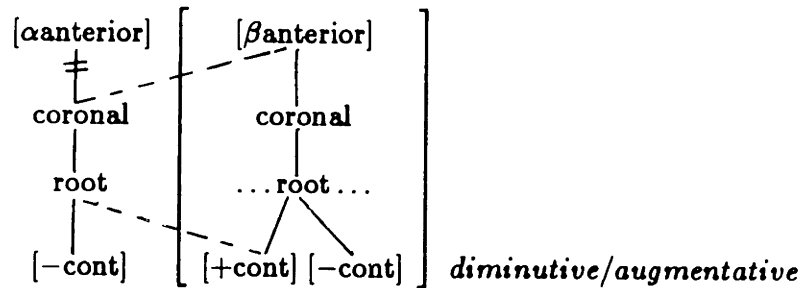 [αanterior] [βanterior]
coronal coronal
root ...root...
[−cont] [+cont] [−cont] diminutive/augmentative